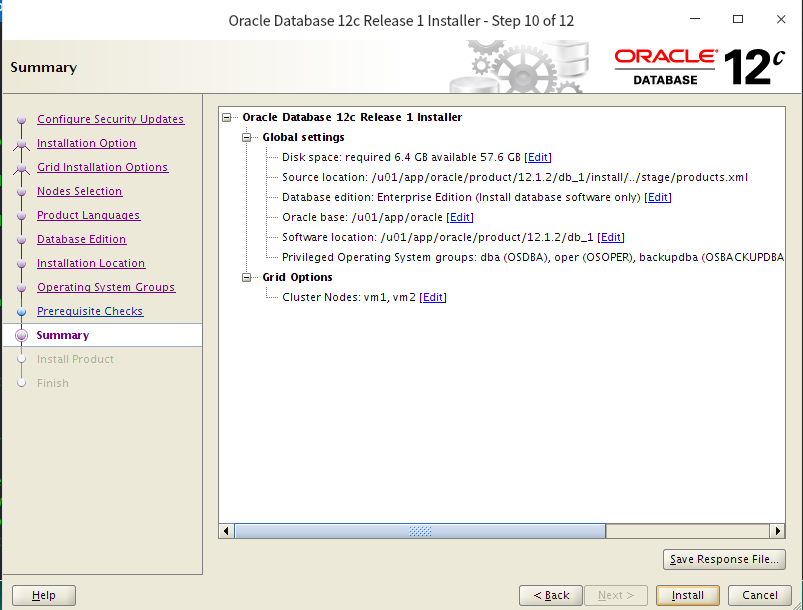 Oracle Database 12c Release 1 Installer - Step 10 of 12
Summary
ORACLE
DATABASE
12c
Configure Security Updates
Installation Option
Grid Installation Options
Nodes Selection
Product Languages
Database Edition
Installation Location
Operating System Groups
Prerequisite Checks
Summary
Install Product
Finish
Oracle Database 12c Release 1 Installer
Global settings
Disk space: required 6.4 GB available 57.6 GB [Edit]
Source location: /u01/app/oracle/product/12.1.2/db_1/install/../stage/products.xml
Database edition: Enterprise Edition (Install database software only) [Edit]
Oracle base: /u01/app/oracle [Edit]
Software location: /u01/app/oracle/product/12.1.2/db_1 [Edit]
Privileged Operating System groups: dba (OSDBA), oper (OSOPER), backupdba (OSBACKUPDBA
Grid Options
Cluster Nodes: vm1, vm2 [Edit]
Save Response File...
Help
< Back
Next >
Install
Cancel